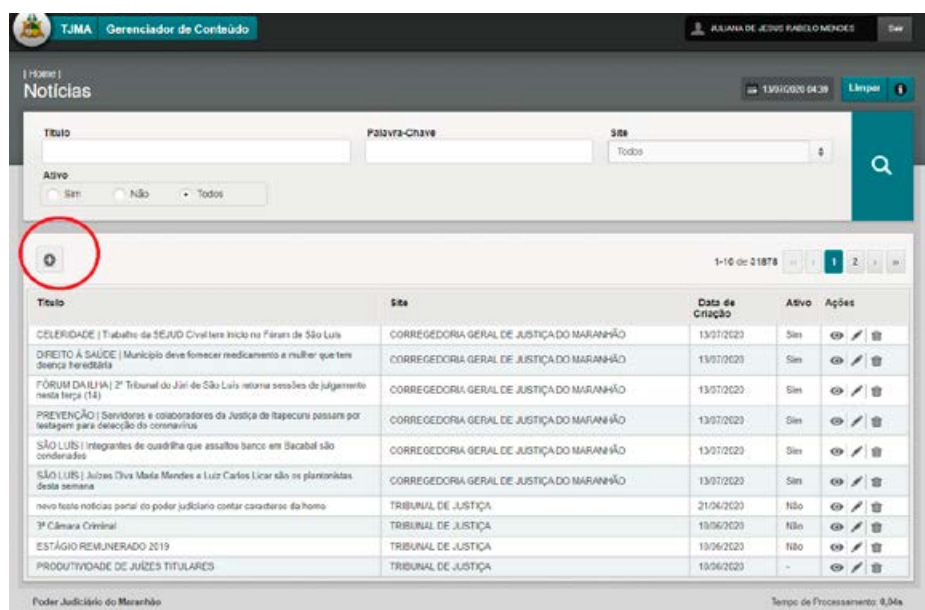 TJMA Gerenciador de Conteúdo
JULIANA DE JESUS RABELO MENDES
Sair
| Home |
Notícias
13/07/2020 04:39
Limpar
Título
Palavra-Chave
Site
Todos
Ativo
Sim Não Todos
1-10 de 21878
1 2
Título Site Data de Criação Ativo Ações
CELERIDADE | Trabalho da SEJUD Cível tem início no Fórum de São Luís CORREGEDORIA GERAL DE JUSTIÇA DO MARANHÃO 13/07/2020 Sim
DIREITO À SAÚDE | Município deve fornecer medicamento a mulher que tem
doença hereditária CORREGEDORIA GERAL DE JUSTIÇA DO MARANHÃO 13/07/2020 Sim
FÓRUM DA ILHA | 2º Tribunal do Júri de São Luís retoma sessões de julgamento
nesta terça (14) CORREGEDORIA GERAL DE JUSTIÇA DO MARANHÃO 13/07/2020 Sim
PREVENÇÃO | Servidores e colaboradores da Justiça de Itapecuru passam por
testagem para detecção do coronavírus CORREGEDORIA GERAL DE JUSTIÇA DO MARANHÃO 13/07/2020 Sim
SÃO LUÍS | Integrantes de quadrilha que assaltou banco em Bacabal são
condenados CORREGEDORIA GERAL DE JUSTIÇA DO MARANHÃO 13/07/2020 Sim
SÃO LUÍS | Juízes Diva Maria Mendes e Luiz Carlos Licar são os plantonistas
desta semana CORREGEDORIA GERAL DE JUSTIÇA DO MARANHÃO 13/07/2020 Sim
novo teste notícias portal do poder judiciario contar caracteres da home TRIBUNAL DE JUSTIÇA 21/06/2020 Não
3ª Câmara Criminal TRIBUNAL DE JUSTIÇA 10/06/2020 Não
ESTÁGIO REMUNERADO 2019 TRIBUNAL DE JUSTIÇA 10/06/2020 Não
PRODUTIVIDADE DE JUÍZES TITULARES TRIBUNAL DE JUSTIÇA 10/06/2020 -
Poder Judiciário do Maranhão
Tempo de Processamento: 0,04s